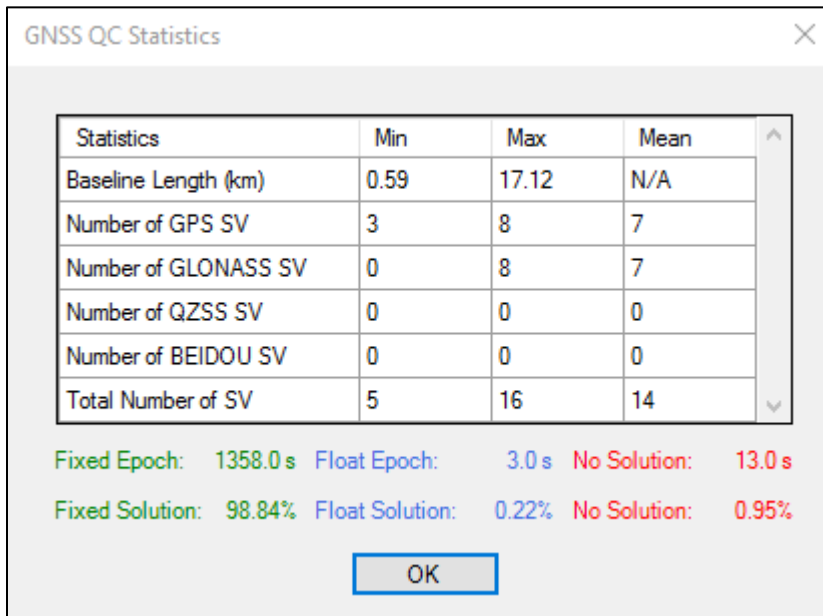 GNSS QC Statistics
Statistics Min Max Mean
Baseline Length (km) 0.59 17.12 N/A
Number of GPS SV 3 8 7
Number of GLONASS SV 0 8 7
Number of QZSS SV 0 0 0
Number of BEIDOU SV 0 0 0
Total Number of SV 5 16 14
Fixed Epoch: 1358.0 s Float Epoch: 3.0 s No Solution: 13.0 s
Fixed Solution: 98.84% Float Solution: 0.22% No Solution: 0.95%
OK